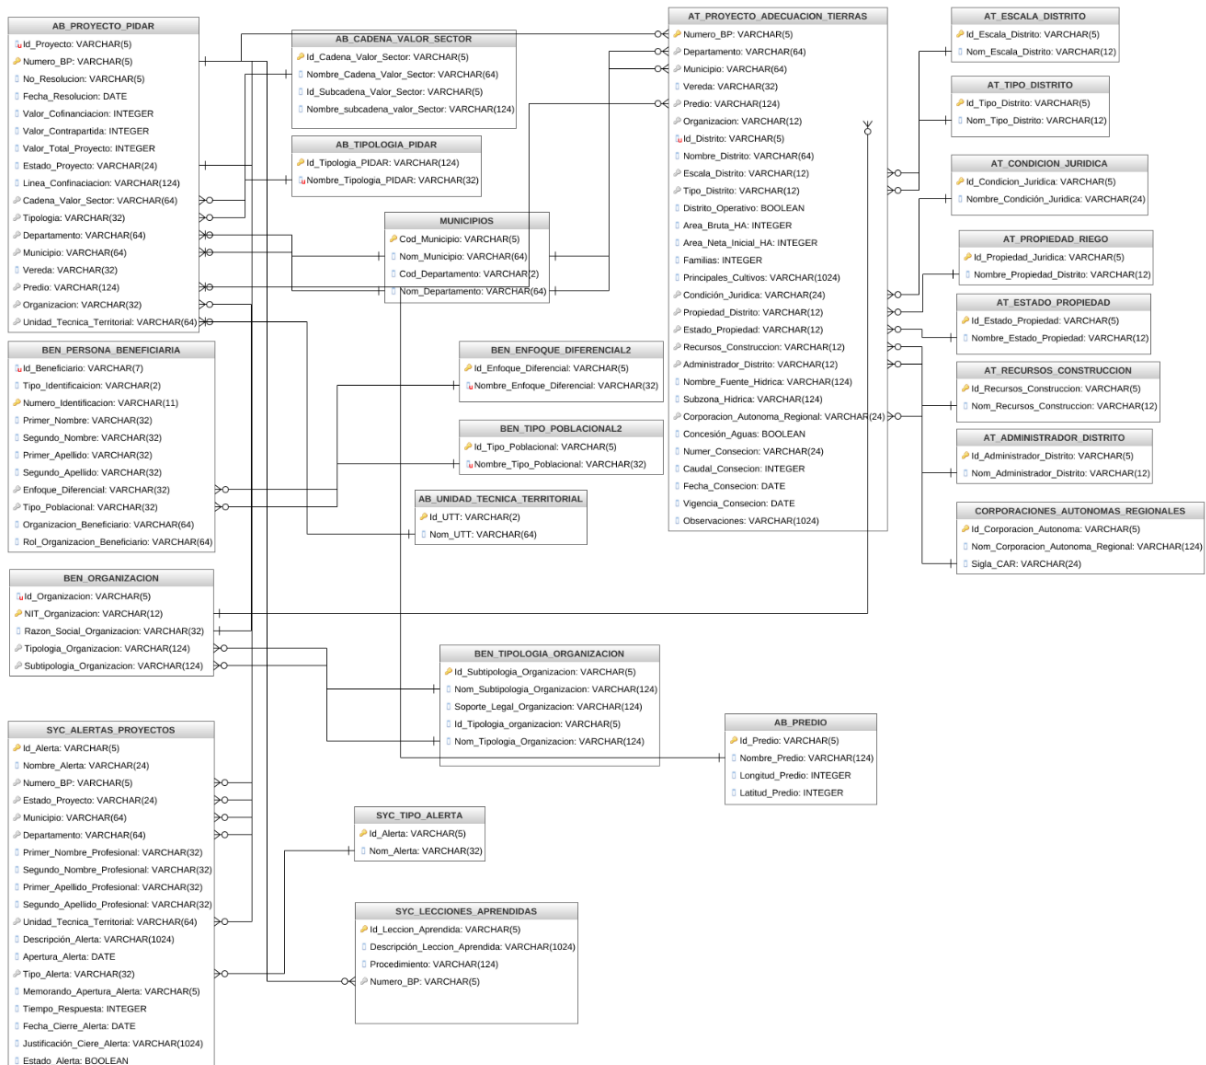 AB_PROYECTO_PIDAR
Id_Proyecto: VARCHAR(5)
Numero_BP: VARCHAR(5)
No_Resolucion: VARCHAR(5)
Fecha_Resolucion: DATE
Valor_Cofinanciacion: INTEGER
Valor_Contrapartida: INTEGER
Valor_Total_Proyecto: INTEGER
Estado_Proyecto: VARCHAR(24)
Linea_Confinaciacion: VARCHAR(124)
Cadena_Valor_Sector: VARCHAR(64)
Tipologia: VARCHAR(32)
Departamento: VARCHAR(64)
Municipio: VARCHAR(64)
Vereda: VARCHAR(32)
Predio: VARCHAR(124)
Organizacion: VARCHAR(32)
Unidad_Tecnica_Territorial: VARCHAR(64)
BEN_PERSONA_BENEFICIARIA
Id_Beneficiario: VARCHAR(7)
Tipo_Identificaicion: VARCHAR(2)
Numero_Identificacion: VARCHAR(11)
Primer_Nombre: VARCHAR(32)
Segundo_Nombre: VARCHAR(32)
Primer_Apellido: VARCHAR(32)
Segundo_Apellido: VARCHAR(32)
Enfoque_Diferencial: VARCHAR(32)
Tipo_Poblacional: VARCHAR(32)
Organizacion_Beneficiario: VARCHAR(64)
Rol_Organizacion_Beneficiario: VARCHAR(64)
BEN_ORGANIZACION
Id_Organizacion: VARCHAR(5)
NIT_Organizacion: VARCHAR(12)
Razon_Social_Organizacion: VARCHAR(32)
Tipologia_Organizacion: VARCHAR(124)
Subtipologia_Organizacion: VARCHAR(124)
SYC_ALERTAS_PROYECTOS
Id_Alerta: VARCHAR(5)
Nombre_Alerta: VARCHAR(24)
Numero_BP: VARCHAR(5)
Estado_Proyecto: VARCHAR(24)
Municipio: VARCHAR(64)
Departamento: VARCHAR(64)
Primer_Nombre_Profesional: VARCHAR(32)
Segundo_Nombre_Profesional: VARCHAR(32)
Primer_Apellido_Profesional: VARCHAR(32)
Segundo_Apellido_Profesional: VARCHAR(32)
Unidad_Tecnica_Territorial: VARCHAR(64)
Descripción_Alerta: VARCHAR(1024)
Apertura_Alerta: DATE
Tipo_Alerta: VARCHAR(32)
Memorando_Apertura_Alerta: VARCHAR(5)
Tiempo_Respuesta: INTEGER
Fecha_Cierre_Alerta: DATE
Justificación_Ciere_Alerta: VARCHAR(1024)
Estado_Alerta: BOOLEAN
AB_CADENA_VALOR_SECTOR
Id_Cadena_Valor_Sector: VARCHAR(5)
Nombre_Cadena_Valor_Sector: VARCHAR(64)
Id_Subcadena_Valor_Sector: VARCHAR(5)
Nombre_subcadena_valor_Sector: VARCHAR(124)
AB_TIPOLOGIA_PIDAR
Id_Tipologia_PIDAR: VARCHAR(124)
Nombre_Tipologia_PIDAR: VARCHAR(32)
MUNICIPIOS
Cod_Municipio: VARCHAR(5)
Nom_Municipio: VARCHAR(64)
Cod_Departamento: VARCHAR(2)
Nom_Departamento: VARCHAR(64)
BEN_ENFOQUE_DIFERENCIAL2
Id_Enfoque_Diferencial: VARCHAR(5)
Nombre_Enfoque_Diferencial: VARCHAR(32)
BEN_TIPO_POBLACIONAL2
Id_Tipo_Poblacional: VARCHAR(5)
Nombre_Tipo_Poblacional: VARCHAR(32)
AB_UNIDAD_TECNICA_TERRITORIAL
Id_UTT: VARCHAR(2)
Nom_UTT: VARCHAR(64)
BEN_TIPOLOGIA_ORGANIZACION
Id_Subtipologia_Organizacion: VARCHAR(5)
Nom_Subtipologia_Organizacion: VARCHAR(124)
Soporte_Legal_Organizacion: VARCHAR(124)
Id_Tipologia_organizacion: VARCHAR(5)
Nom_Tipologia_Organizacion: VARCHAR(124)
SYC_TIPO_ALERTA
Id_Alerta: VARCHAR(5)
Nom_Alerta: VARCHAR(32)
SYC_LECCIONES_APRENDIDAS
Id_Leccion_Aprendida: VARCHAR(5)
Descripción_Leccion_Aprendida: VARCHAR(1024)
Procedimiento: VARCHAR(124)
Numero_BP: VARCHAR(5)
AB_PREDIO
Id_Predio: VARCHAR(5)
Nombre_Predio: VARCHAR(124)
Longitud_Predio: INTEGER
Latitud_Predio: INTEGER
AT_PROYECTO_ADECUACION_TIERRAS
Numero_BP: VARCHAR(5)
Departamento: VARCHAR(64)
Municipio: VARCHAR(64)
Vereda: VARCHAR(32)
Predio: VARCHAR(124)
Organizacion: VARCHAR(12)
Id_Distrito: VARCHAR(5)
Nombre_Distrito: VARCHAR(64)
Escala_Distrito: VARCHAR(12)
Tipo_Distrito: VARCHAR(12)
Distrito_Operativo: BOOLEAN
Area_Bruta_HA: INTEGER
Area_Neta_Inicial_HA: INTEGER
Familias: INTEGER
Principales_Cultivos: VARCHAR(1024)
Condición_Juridica: VARCHAR(24)
Propiedad_Distrito: VARCHAR(12)
Estado_Propiedad: VARCHAR(12)
Recursos_Construccion: VARCHAR(12)
Administrador_Distrito: VARCHAR(12)
Nombre_Fuente_Hidrica: VARCHAR(124)
Subzona_Hidrica: VARCHAR(124)
Corporacion_Autonoma_Regional: VARCHAR(24)
Concesión_Aguas: BOOLEAN
Numer_Consecion: VARCHAR(24)
Caudal_Consecion: INTEGER
Fecha_Consecion: DATE
Vigencia_Consecion: DATE
Observaciones: VARCHAR(1024)
AT_ESCALA_DISTRITO
Id_Escala_Distrito: VARCHAR(5)
Nom_Escala_Distrito: VARCHAR(12)
AT_TIPO_DISTRITO
Id_Tipo_Distrito: VARCHAR(5)
Nom_Tipo_Distrito: VARCHAR(12)
AT_CONDICION_JURIDICA
Id_Condicion_Juridica: VARCHAR(5)
Nombre_Condición_Juridica: VARCHAR(24)
AT_PROPIEDAD_RIEGO
Id_Propiedad_Juridica: VARCHAR(5)
Nombre_Propiedad_Distrito: VARCHAR(12)
AT_ESTADO_PROPIEDAD
Id_Estado_Propiedad: VARCHAR(5)
Nombre_Estado_Propiedad: VARCHAR(12)
AT_RECURSOS_CONSTRUCCION
Id_Recursos_Construccion: VARCHAR(5)
Nom_Recursos_Construccion: VARCHAR(12)
AT_ADMINISTRADOR_DISTRITO
Id_Administrador_Distrito: VARCHAR(5)
Nom_Administrador_Distrito: VARCHAR(12)
CORPORACIONES_AUTONOMAS_REGIONALES
Id_Corporacion_Autonoma: VARCHAR(5)
Nom_Corporacion_Autonoma_Regional: VARCHAR(124)
Sigla_CAR: VARCHAR(24)